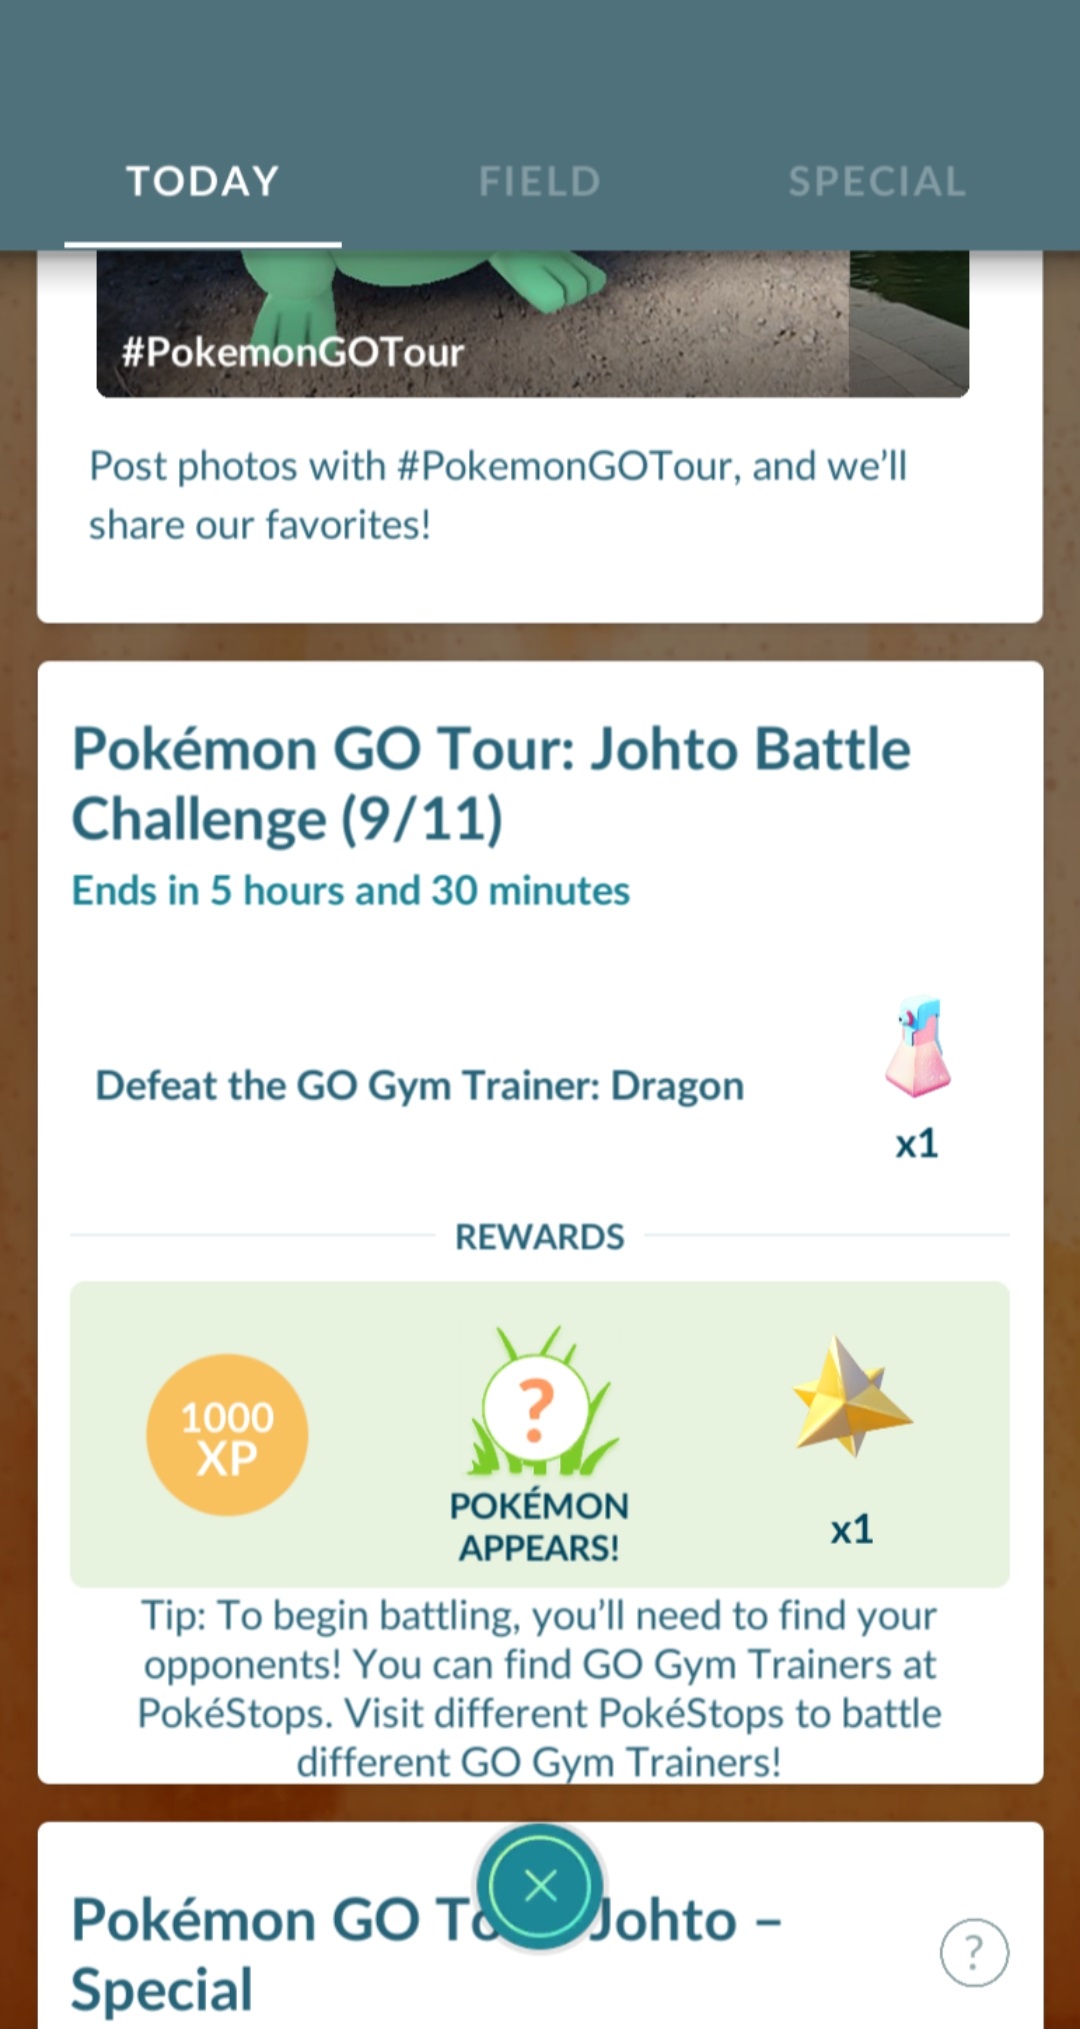 TODAY
FIELD
SPECIAL
#PokemonGOTour
Post photos with #PokemonGOTour, and we'll
share our favorites!
Pokémon GO Tour: Johto Battle
Challenge (9/11)
Ends in 5 hours and 30 minutes
Defeat the GO Gym Trainer: Dragon
x1
REWARDS
1000
XP
?
POKÉMON
APPEARS!
x1
Tip: To begin battling, you'll need to find your
opponents! You can find GO Gym Trainers at
PokéStops. Visit different PokéStops to battle
different GO Gym Trainers!
Pokémon GO Johto –
Special
?